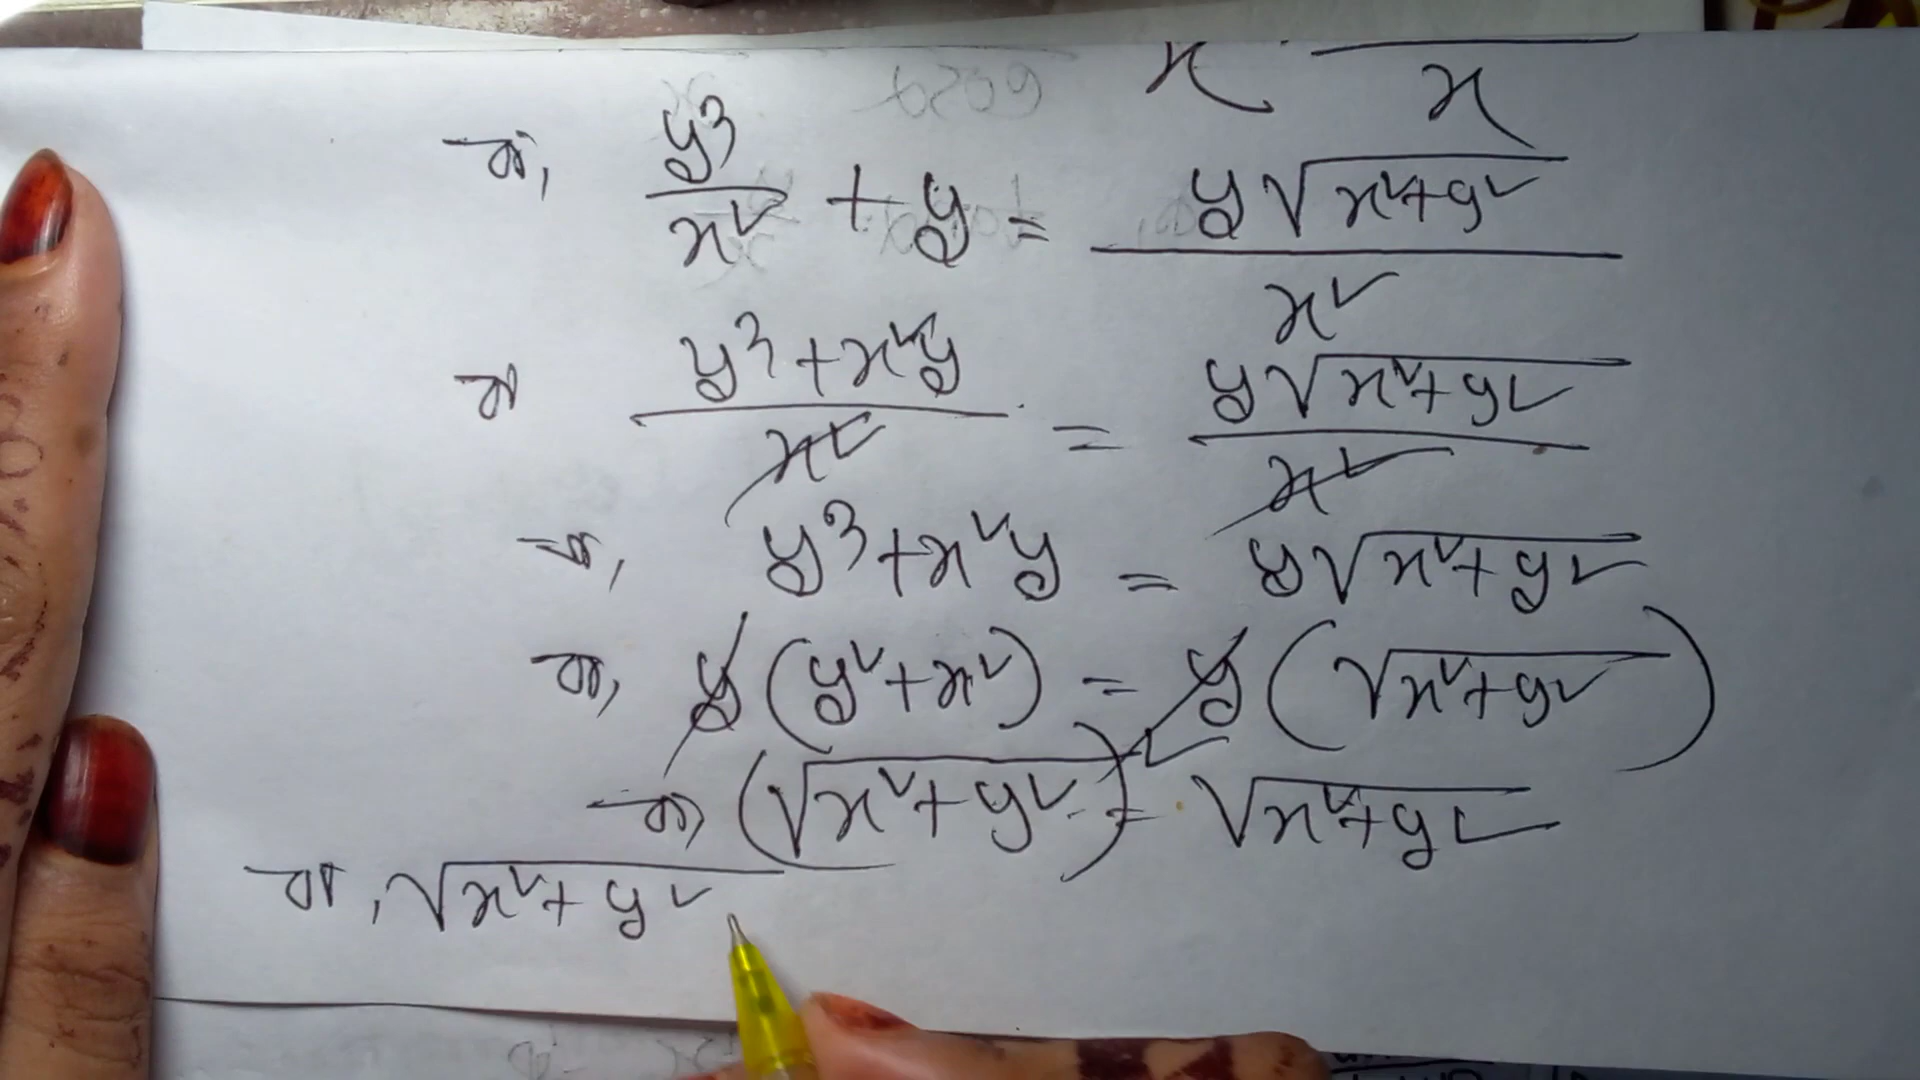 x x
বা, y³/x² + y = y√(x²+y²)/x²
বা (y³+x²y)/x² = y√(x²+y²)/x²
বা, y³+x²y = y√(x²+y²)
বা, y(y²+x²) = y(√(x²+y²))
বা, (√(x²+y²))² = √(x²+y²)
বা, √(x²+y²)